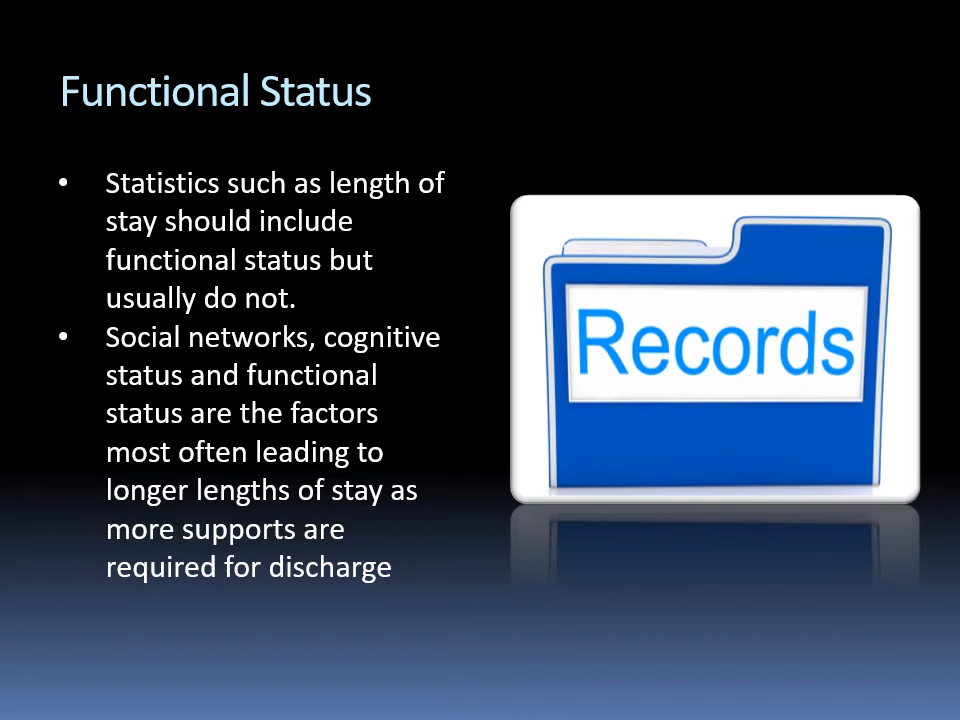 Functional Status
• Statistics such as length of
stay should include
functional status but
usually do not.
• Social networks, cognitive
status and functional
status are the factors
most often leading to
longer lengths of stay as
more supports are
required for discharge
Records